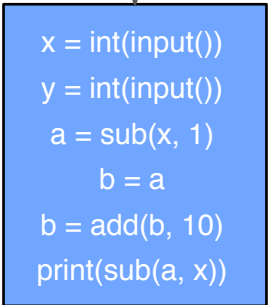 x = int(input())
y = int(input())
a = sub(x, 1)
b = a
b = add(b, 10)
print(sub(a, x))